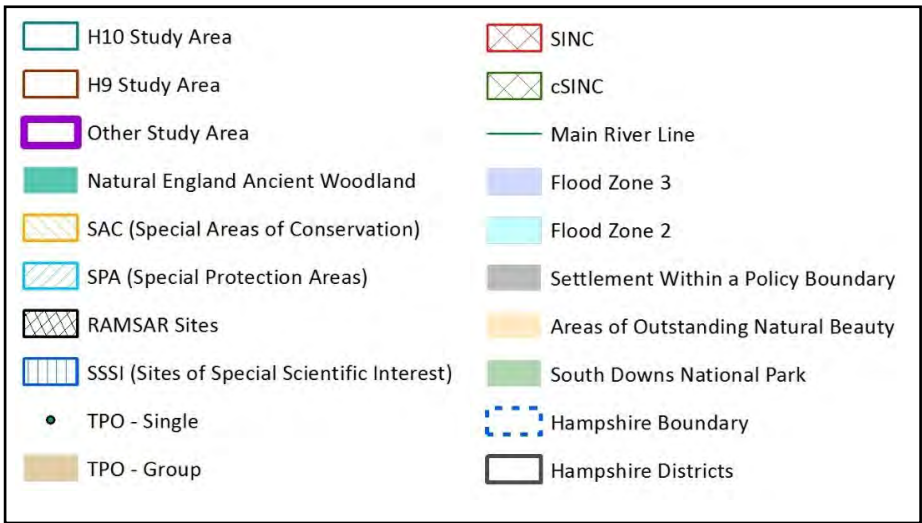 H10 Study Area
H9 Study Area
Other Study Area
Natural England Ancient Woodland
SAC (Special Areas of Conservation)
SPA (Special Protection Areas)
RAMSAR Sites
SSSI (Sites of Special Scientific Interest)
TPO - Single
TPO - Group
SINC
cSINC
Main River Line
Flood Zone 3
Flood Zone 2
Settlement Within a Policy Boundary
Areas of Outstanding Natural Beauty
South Downs National Park
Hampshire Boundary
Hampshire Districts